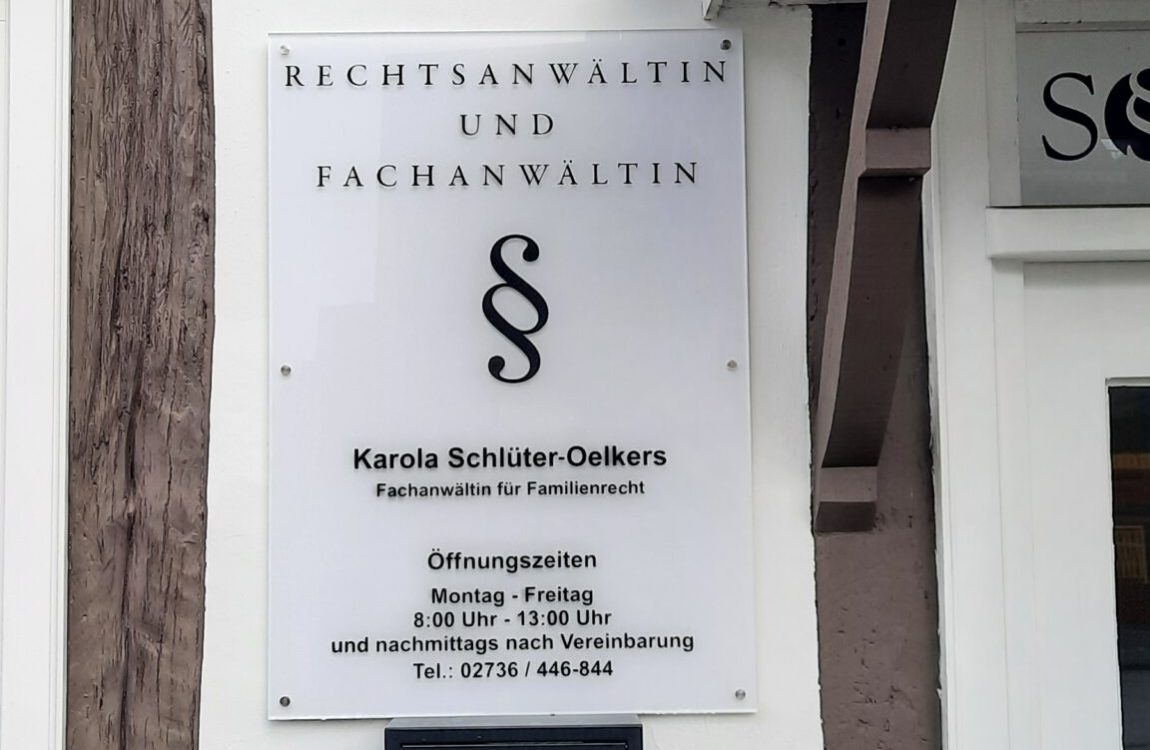 RECHTSANWÄLTIN
UND
FACHANWÄLTIN
§
Karola Schlüter-Oelkers
Fachanwältin für Familienrecht
Öffnungszeiten
Montag - Freitag
8:00 Uhr - 13:00 Uhr
und nachmittags nach Vereinbarung
Tel.: 02736 / 446-844